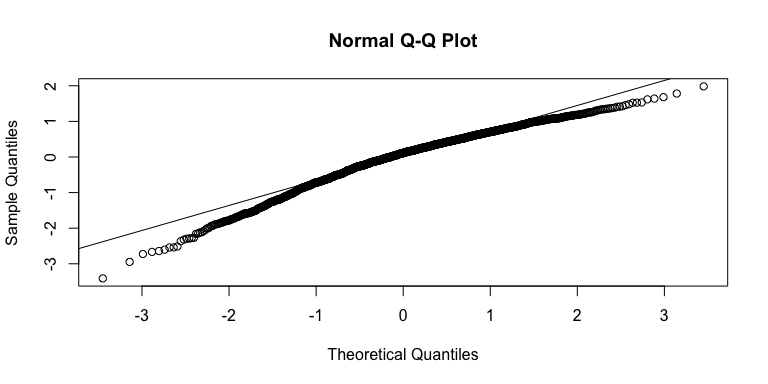 Normal Q-Q Plot
Sample Quantiles
2
1
0
-1
-2
-3
-3 -2 -1 0 1 2 3
Theoretical Quantiles